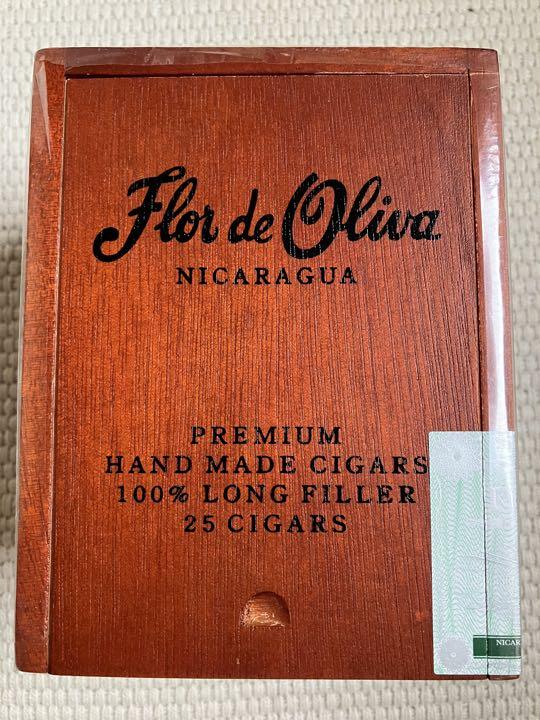 Flor de Oliva
NICARAGUA
PREMIUM
HAND MADE CIGARS
100% LONG FILLER
25 CIGARS